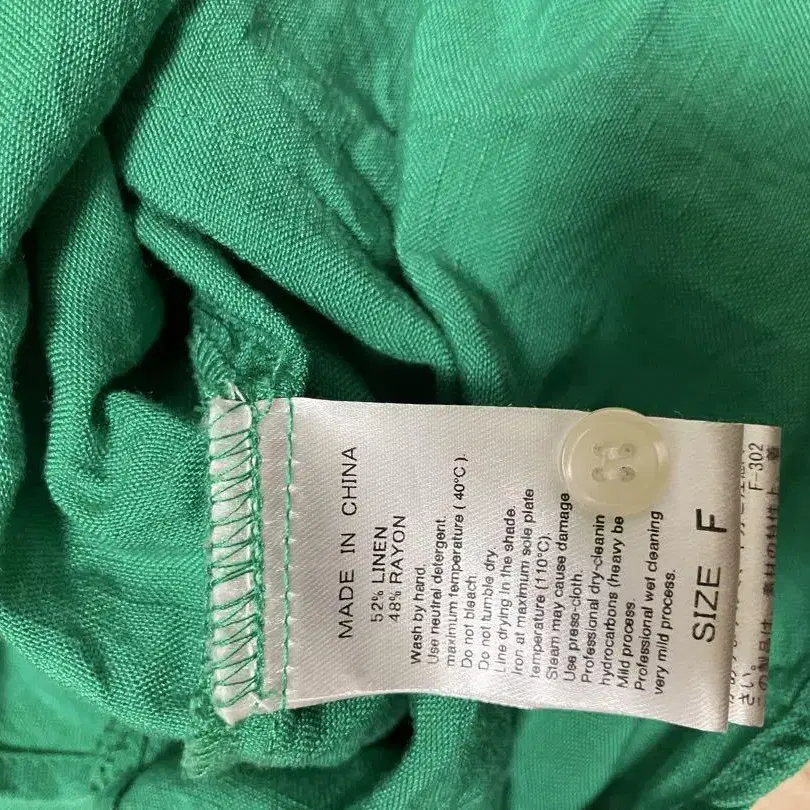 MADE IN CHINA
52% LINEN
48% RAYON
Wash by hand.
Use neutral detergent.
maximum temperature ( 40°C ).
Do not bleach.
Do not tumble dry.
Line drying in the shade.
Iron at maximum sole plate
temperature (110°C).
Steam may cause damage
Use press-cloth.
Professional dry-cleanin
hydrocarbons (heavy be
Mild process.
Professional wet cleaning
very mild process.
SIZE F
F-302
さい。